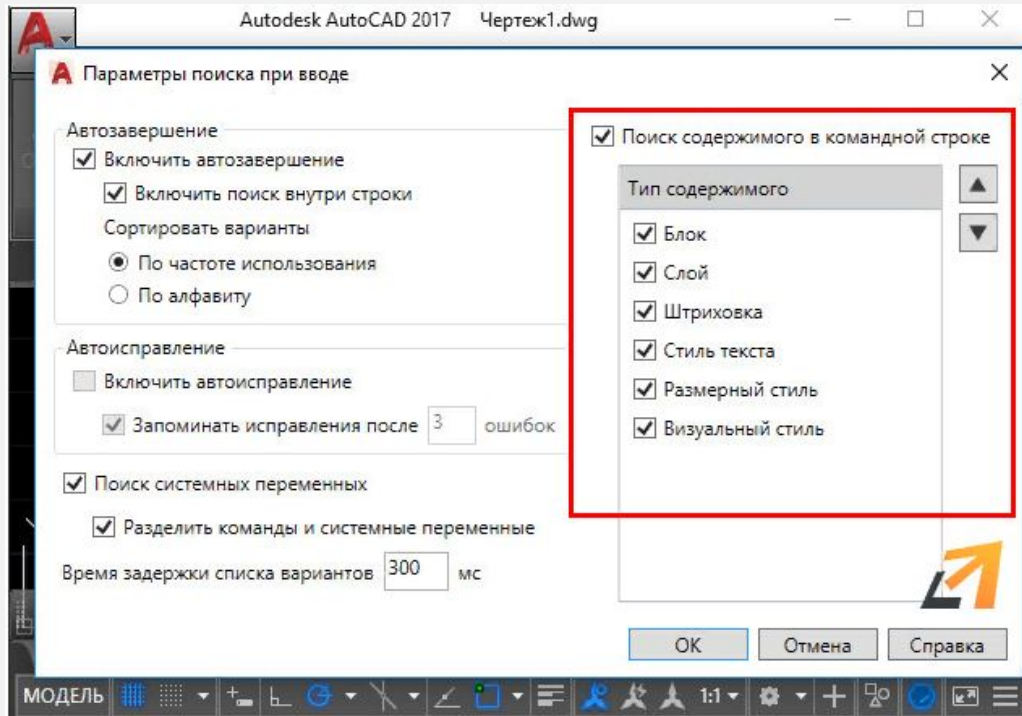 Autodesk AutoCAD 2017 Чертеж1.dwg
Параметры поиска при вводе
Автозавершение
Включить автозавершение
Включить поиск внутри строки
Сортировать варианты
По частоте использования
По алфавиту
Автоисправление
Включить автоисправление
Запоминать исправления после 3 ошибок
Поиск системных переменных
Разделить команды и системные переменные
Время задержки списка вариантов 300 мс
Поиск содержимого в командной строке
Тип содержимого
Блок
Слой
Штриховка
Стиль текста
Размерный стиль
Визуальный стиль
ОК Отмена Справка
МОДЕЛЬ 1:1